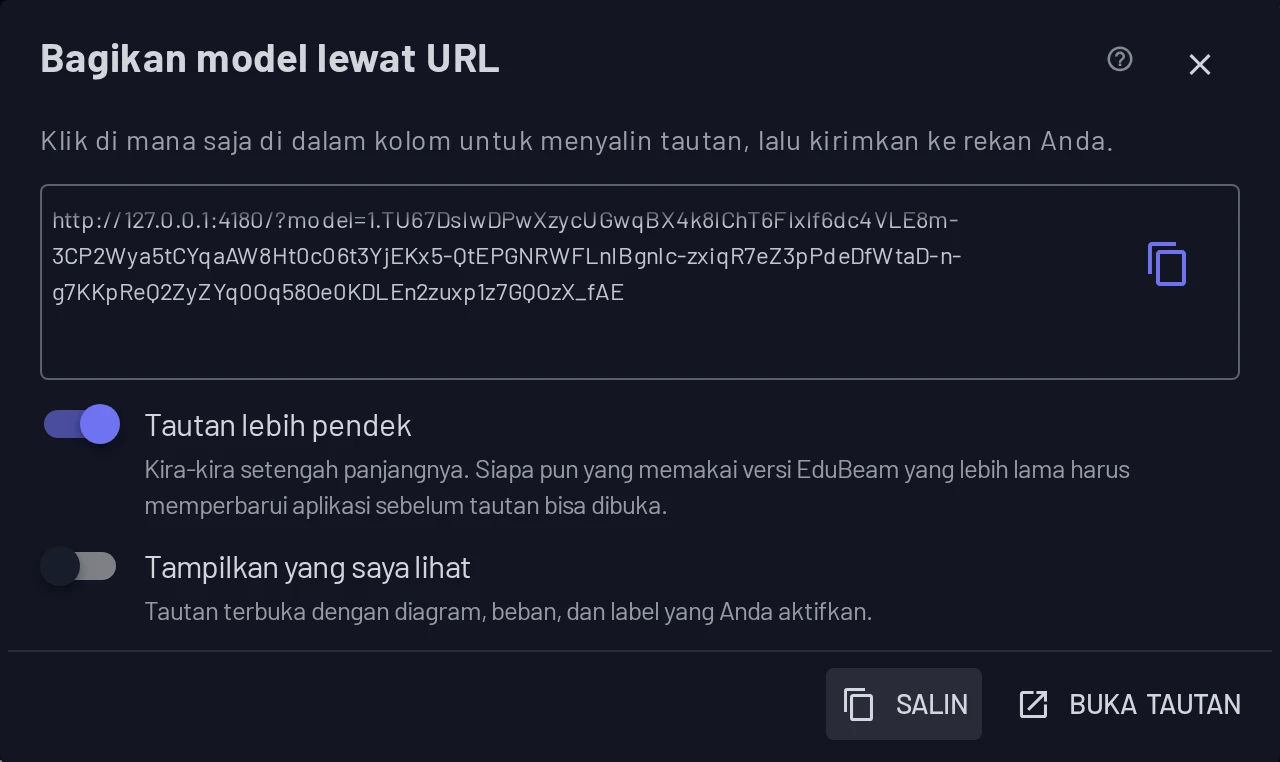 Bagikan model lewat URL
Klik di mana saja di dalam kolom untuk menyalin tautan, lalu kirimkan ke rekan Anda.
http://127.0.0.1:4180/?model=1.TU67DsIwDPwXzycUGwqBX4k8IChT6FIxIf6dc4VLE8m-
3CP2Wya5tCYqaAW8Ht0c06t3YjEKx5-QtEPGNRWFLnIBgnIc-zxiqR7eZ3pPdeDfWtaD-n-
g7KKpReQ2ZyZYq0Oq58Oe0KDLEn2zuxp1z7GQOzX_fAE
Tautan lebih pendek
Kira-kira setengah panjangnya. Siapa pun yang memakai versi EduBeam yang lebih lama harus
memperbarui aplikasi sebelum tautan bisa dibuka.
Tampilkan yang saya lihat
Tautan terbuka dengan diagram, beban, dan label yang Anda aktifkan.
SALIN
BUKA TAUTAN